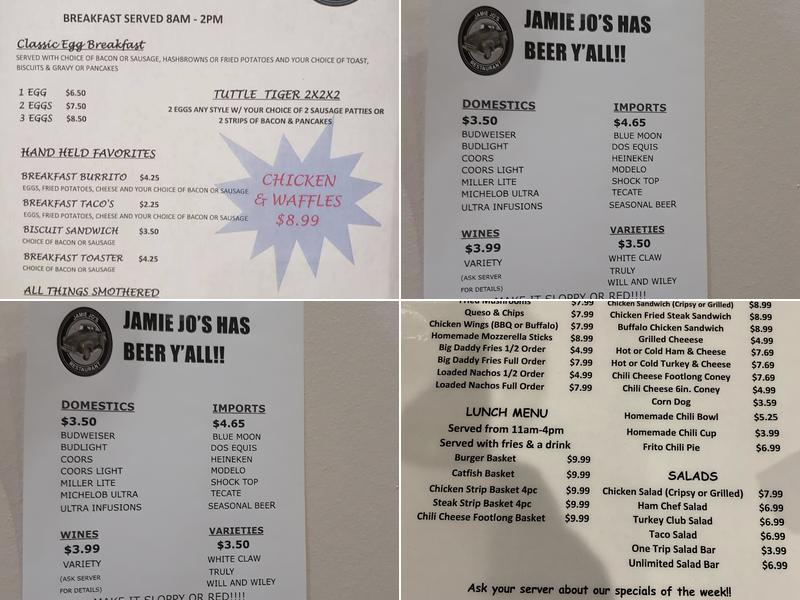 BREAKFAST SERVED 8AM - 2PM
Classic Egg Breakfast
SERVED WITH CHOICE OF BACON OR SAUSAGE, HASHBROWNS OR FRIED POTATOES AND YOUR CHOICE OF TOAST,
BISCUITS & GRAVY OR PANCAKES
1 EGG $6.50
2 EGGS $7.50
3 EGGS $8.50
TUTTLE TIGER 2X2X2
2 EGGS ANY STYLE W/ YOUR CHOICE OF 2 SAUSAGE PATTIES OR
2 STRIPS OF BACON & PANCAKES
HAND HELD FAVORITES
BREAKFAST BURRITO $4.25
EGGS, FRIED POTATOES, CHEESE AND YOUR CHOICE OF BACON OR SAUSAGE
BREAKFAST TACO'S $2.25
EGGS, FRIED POTATOES, CHEESE AND YOUR CHOICE OF BACON OR SAUSAGE
BISCUIT SANDWICH $3.50
CHOICE OF BACON OR SAUSAGE
BREAKFAST TOASTER $4.25
CHOICE OF BACON OR SAUSAGE
CHICKEN
& WAFFLES
$8.99
ALL THINGS SMOTHERED
JAMIE JO'S
RESTAURANT
JAMIE JO'S HAS
BEER Y'ALL!!
DOMESTICS
$3.50
BUDWEISER
BUDLIGHT
COORS
COORS LIGHT
MILLER LITE
MICHELOB ULTRA
ULTRA INFUSIONS
IMPORTS
$4.65
BLUE MOON
DOS EQUIS
HEINEKEN
MODELO
SHOCK TOP
TECATE
SEASONAL BEER
WINES
$3.99
VARIETY
(ASK SERVER
FOR DETAILS)
VARIETIES
$3.50
WHITE CLAW
TRULY
WILL AND WILEY
MAKE IT SLOPPY OR RED!!!!
JAMIE JO'S
RESTAURANT
JAMIE JO'S HAS
BEER Y'ALL!!
DOMESTICS
$3.50
BUDWEISER
BUDLIGHT
COORS
COORS LIGHT
MILLER LITE
MICHELOB ULTRA
ULTRA INFUSIONS
IMPORTS
$4.65
BLUE MOON
DOS EQUIS
HEINEKEN
MODELO
SHOCK TOP
TECATE
SEASONAL BEER
WINES
$3.99
VARIETY
(ASK SERVER
FOR DETAILS)
VARIETIES
$3.50
WHITE CLAW
TRULY
WILL AND WILEY
MAKE IT SLOPPY OR RED!!!!
Fried Mushrooms $7.99
Queso & Chips $7.99
Chicken Wings (BBQ or Buffalo) $7.99
Homemade Mozzerella Sticks $8.99
Big Daddy Fries 1/2 Order $4.99
Big Daddy Fries Full Order $7.99
Loaded Nachos 1/2 Order $4.99
Loaded Nachos Full Order $7.99
LUNCH MENU
Served from 11am-4pm
Served with fries & a drink
Burger Basket $9.99
Catfish Basket $9.99
Chicken Strip Basket 4pc $9.99
Steak Strip Basket 4pc $9.99
Chili Cheese Footlong Basket $9.99
Chicken Sandwich (Cripsy or Grilled) $8.99
Chicken Fried Steak Sandwich $8.99
Buffalo Chicken Sandwich $8.99
Grilled Cheeese $4.99
Hot or Cold Ham & Cheese $7.69
Hot or Cold Turkey & Cheese $7.69
Chili Cheese Footlong Coney $7.69
Chili Cheese 6in. Coney $4.99
Corn Dog $3.59
Homemade Chili Bowl $5.25
Homemade Chili Cup $3.99
Frito Chili Pie $6.99
SALADS
Chicken Salad (Cripsy or Grilled) $7.99
Ham Chef Salad $6.99
Turkey Club Salad $6.99
Taco Salad $6.99
One Trip Salad Bar $3.99
Unlimited Salad Bar $6.99
Ask your server about our specials of the week!!